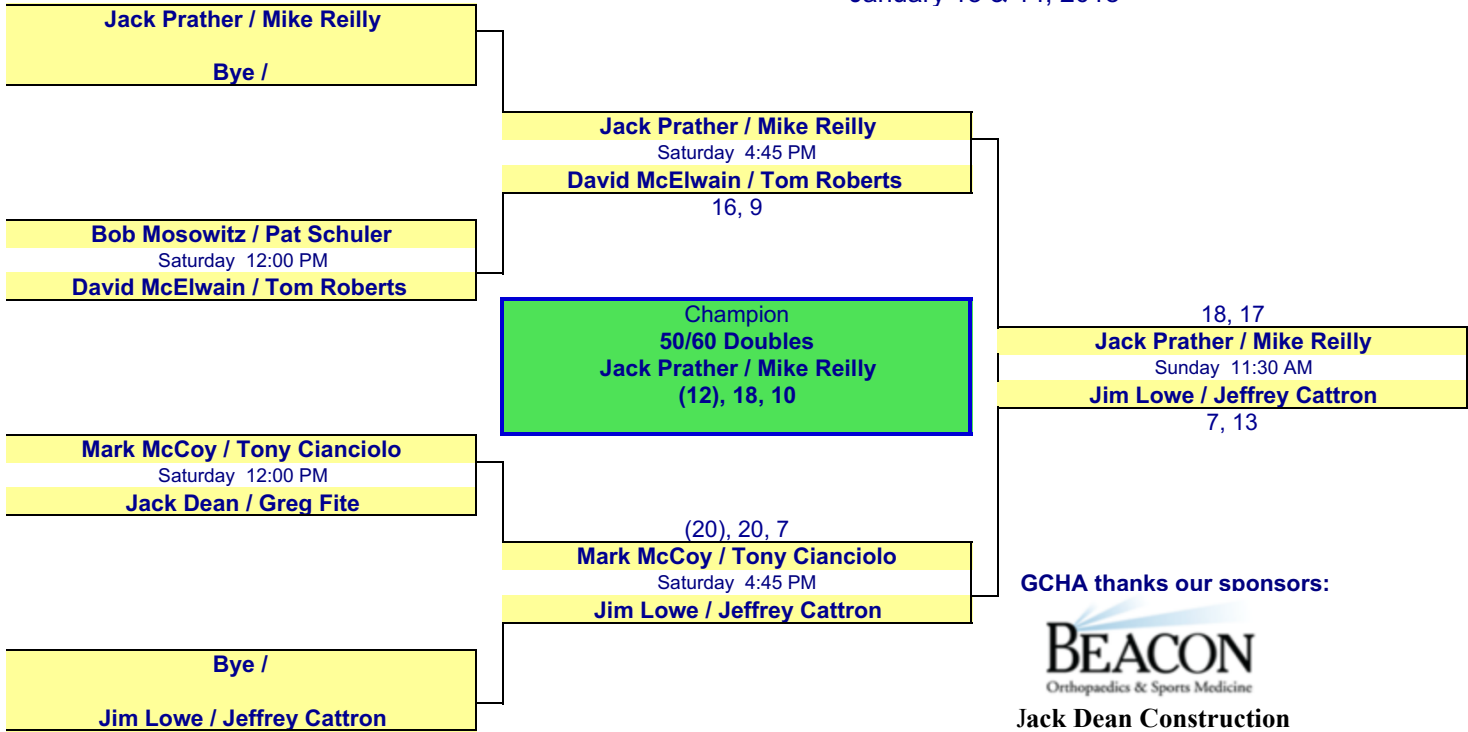 January 13 & 14, 2018
Jack Prather / Mike Reilly
Bye /
Jack Prather / Mike Reilly
Saturday 4:45 PM
David McElwain / Tom Roberts
16, 9
Bob Mosowitz / Pat Schuler
Saturday 12:00 PM
David McElwain / Tom Roberts
Champion
50/60 Doubles
Jack Prather / Mike Reilly
(12), 18, 10
18, 17
Jack Prather / Mike Reilly
Sunday 11:30 AM
Jim Lowe / Jeffrey Cattron
7, 13
Mark McCoy / Tony Cianciolo
Saturday 12:00 PM
Jack Dean / Greg Fite
(20), 20, 7
Mark McCoy / Tony Cianciolo
Saturday 4:45 PM
Jim Lowe / Jeffrey Cattron
Bye /
Jim Lowe / Jeffrey Cattron
GCHA thanks our sponsors:
BEACON
Orthopaedics & Sports Medicine
Jack Dean Construction